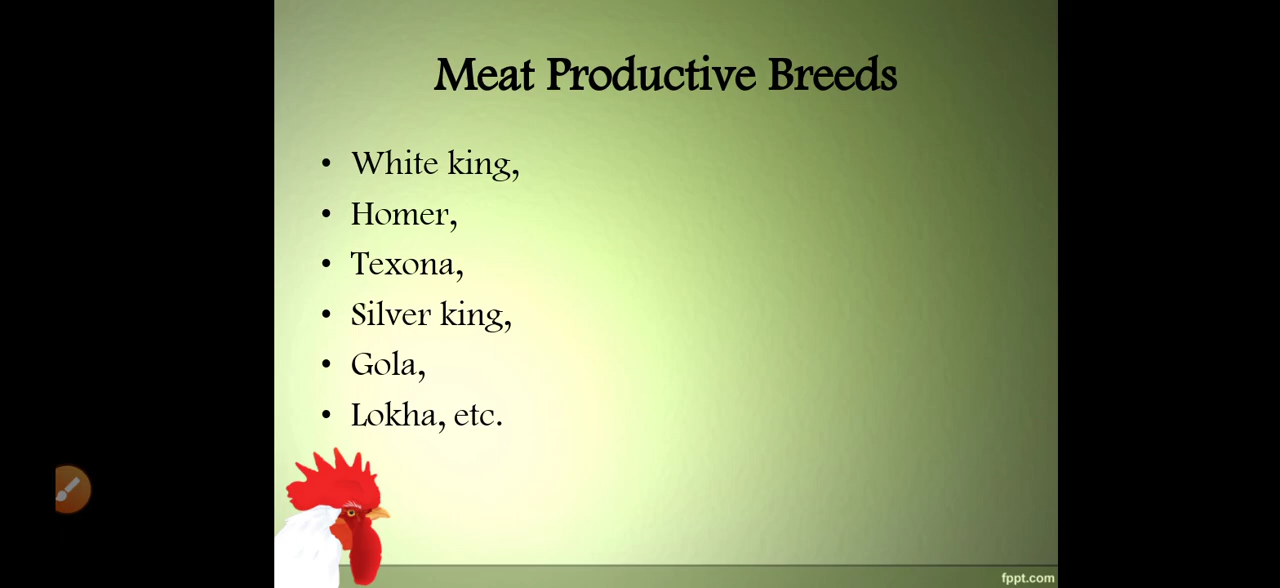 Meat Productive Breeds
• White king,
• Homer,
• Texona,
• Silver king,
• Gola,
• Lokha, etc.
fppt.com